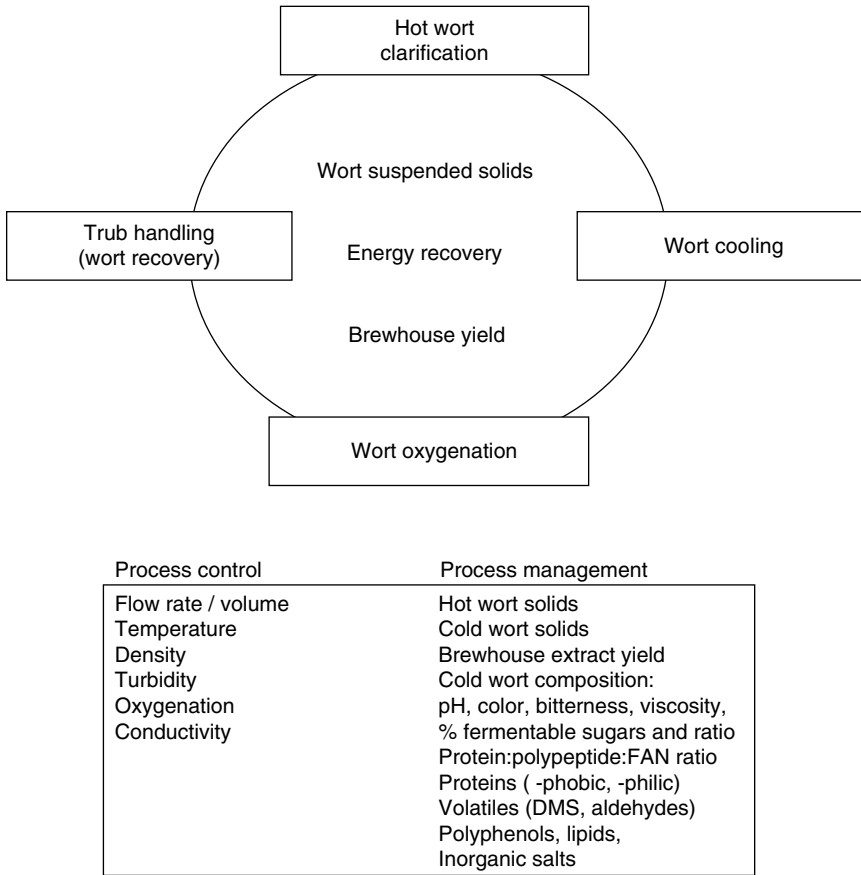 Hot wort
clarification
Wort suspended solids
Trub handling
(wort recovery)
Energy recovery
Wort cooling
Brewhouse yield
Wort oxygenation
Process control Process management
Flow rate / volume Hot wort solids
Temperature Cold wort solids
Density Brewhouse extract yield
Turbidity Cold wort composition:
Oxygenation pH, color, bitterness, viscosity,
Conductivity % fermentable sugars and ratio
Protein:polypeptide:FAN ratio
Proteins ( -phobic, -philic)
Volatiles (DMS, aldehydes)
Polyphenols, lipids,
Inorganic salts